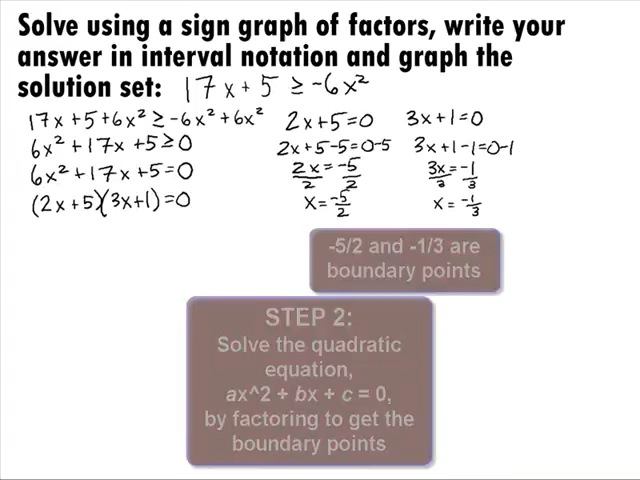 Solve using a sign graph of factors, write your
answer in interval notation and graph the
solution set: 17x + 5 ≥ -6x²
17x + 5 + 6x² ≥ -6x² + 6x²
6x² + 17x + 5 ≥ 0
6x² + 17x + 5 = 0
(2x + 5)(3x + 1) = 0
2x + 5 = 0
2x + 5 - 5 = 0 - 5
2x/2 = -5/2
x = -5/2
3x + 1 = 0
3x + 1 - 1 = 0 - 1
3x/3 = -1/3
x = -1/3
-5/2 and -1/3 are
boundary points
STEP 2:
Solve the quadratic
equation,
ax^2 + bx + c = 0,
by factoring to get the
boundary points